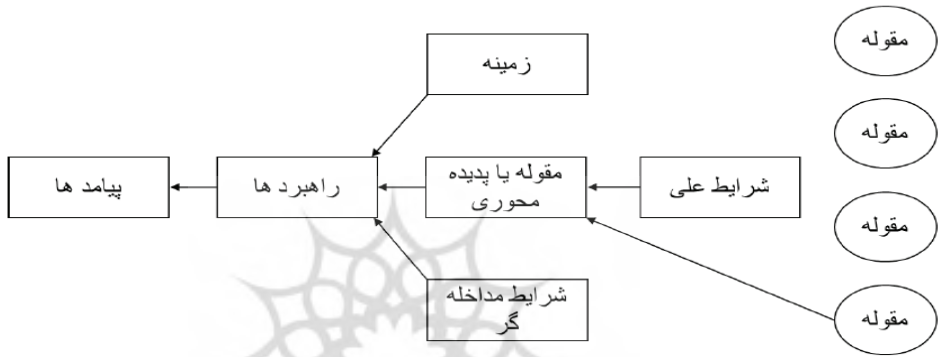 مقوله
زمینه
مقوله
شرایط علی
مقوله یا پدیده
محوری
راهبرد ها
پیامد ها
مقوله
شرایط مداخله
گر
مقوله